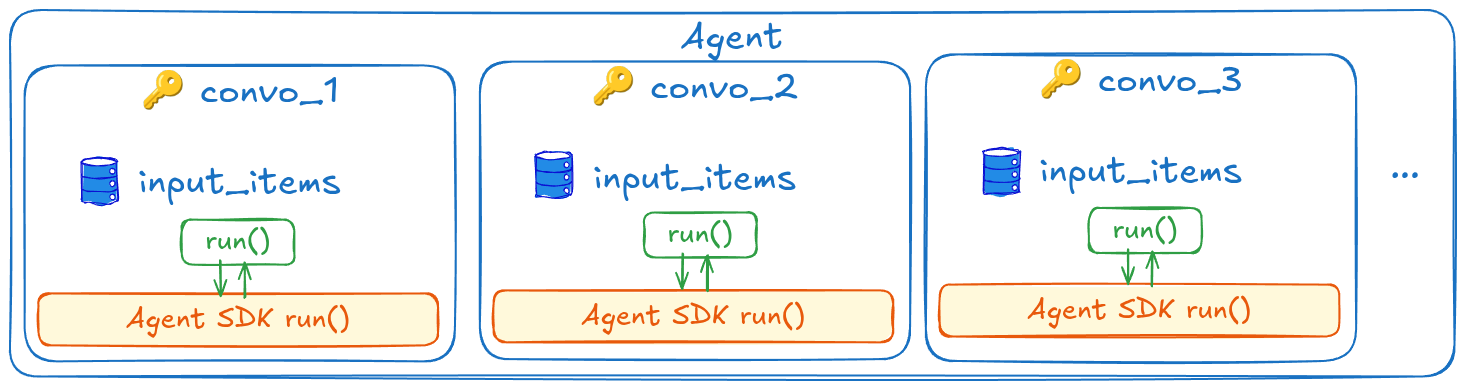 Agent
convo_1
input_items
run()
Agent SDK run()
convo_2
input_items
run()
Agent SDK run()
convo_3
input_items
run()
Agent SDK run()
...